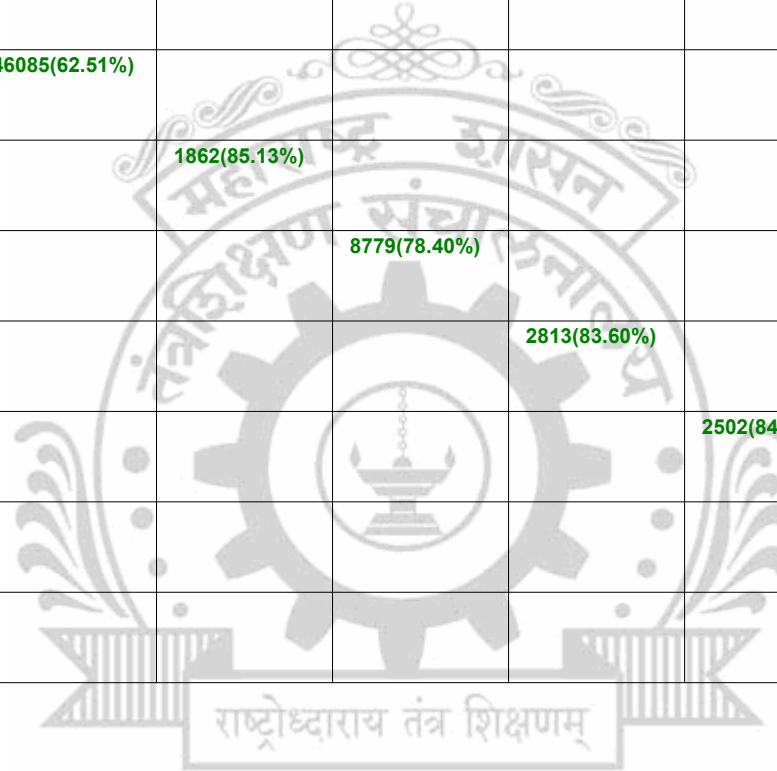 46085(62.51%)
1862(85.13%)
महाराष्ट्र शासन
तंत्रशिक्षण संचालनालय
8779(78.40%)
2813(83.60%)
2502(84
राष्ट्रोध्दाराय तंत्र शिक्षणम्